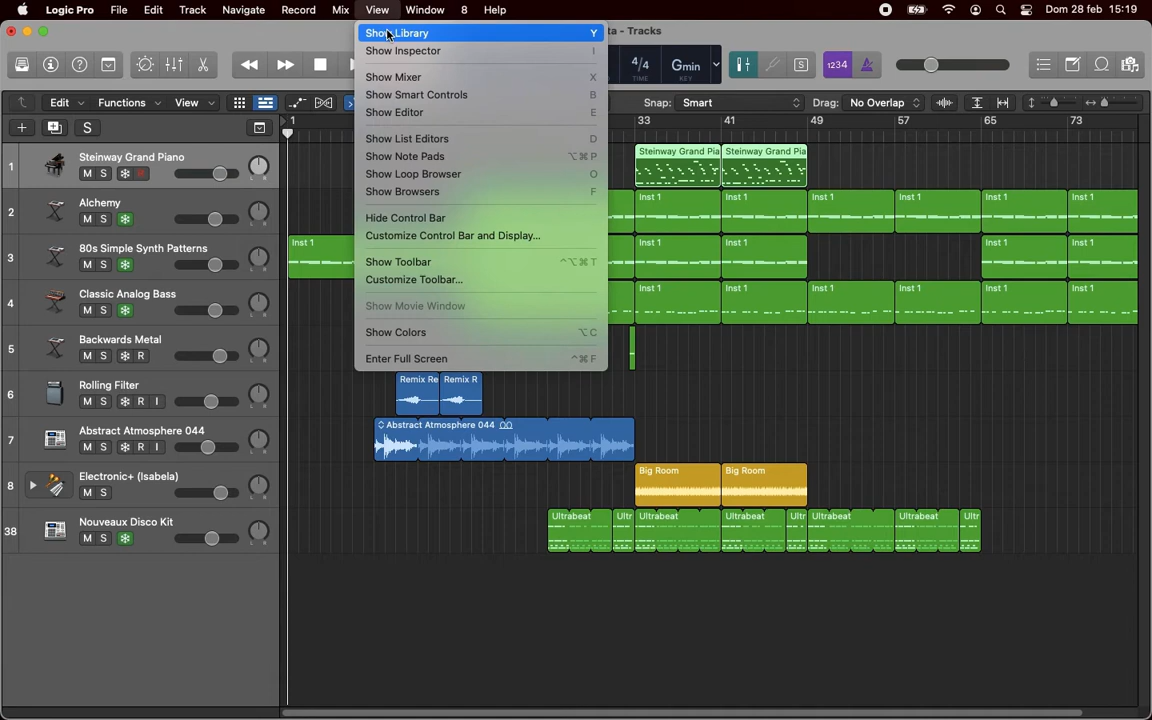 Logic Pro File Edit Track Navigate Record Mix View Window 8 Help Dom 28 feb 15:19
ta - Tracks
Show Library Y
Show Inspector I
Show Mixer X
Show Smart Controls B
Show Editor E
Show List Editors D
Show Note Pads ⌥⌘P
Show Loop Browser O
Show Browsers F
Hide Control Bar
Customize Control Bar and Display...
Show Toolbar ^⌥⌘T
Customize Toolbar...
Show Movie Window
Show Colors ⌥C
Enter Full Screen ^⌘F
4/4 Gmin
TIME KEY
1234
Edit Functions View Snap: Smart Drag: No Overlap
S
1 33 41 49 57 65 73
1 Steinway Grand Piano
M S R
Steinway Grand Pia Steinway Grand Pia
2 Alchemy
M S
Inst 1 Inst 1 Inst 1 Inst 1 Inst 1 Inst 1
3 80s Simple Synth Patterns
M S
Inst 1 Inst 1 Inst 1 Inst 1 Inst 1
4 Classic Analog Bass
M S
Inst 1 Inst 1 Inst 1 Inst 1 Inst 1 Inst 1
5 Backwards Metal
M S R
6 Rolling Filter
M S R I
Remix Re Remix R
7 Abstract Atmosphere 044
M S R I
Abstract Atmosphere 044
8 Electronic+ (Isabela)
M S
Big Room Big Room
38 Nouveaux Disco Kit
M S
Ultrabeat Ultr Ultrabeat Ultrabeat Ultr Ultrabeat Ultrabeat Ultr